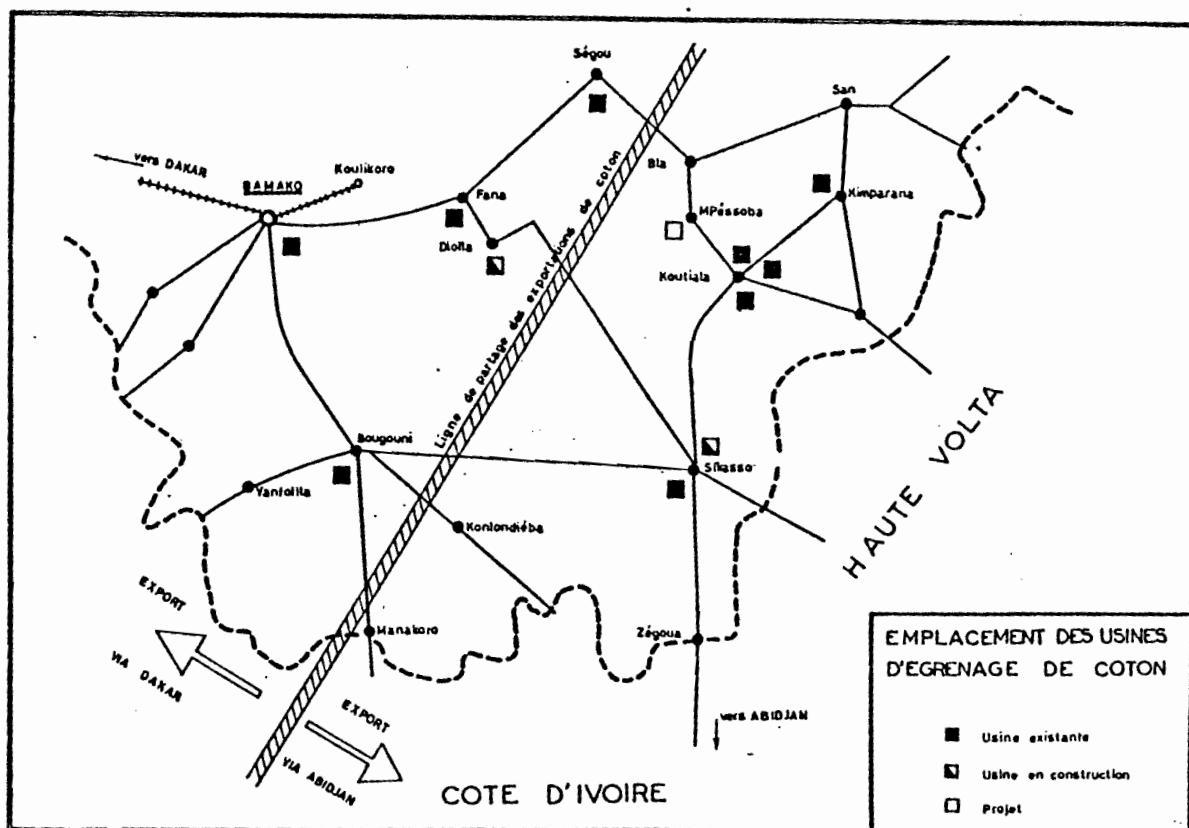 Ségou
San
vers DAKAR
Koulikoro
BAMAKO
Bla
Fana
Kimparana
MPéssoba
Dioïla
Koutiala
Ligne de partage des exportations de coton
Bougouni
Sikasso
Yanfolila
Kontondiéba
HAUTE VOLTA
EXPORT
VIA DAKAR
Manakoro
Zégoua
EXPORT
VIA ABIDJAN
vers ABIDJAN
COTE D'IVOIRE
EMPLACEMENT DES USINES
D'EGRENAGE DE COTON
Usine existante
Usine en construction
Projet